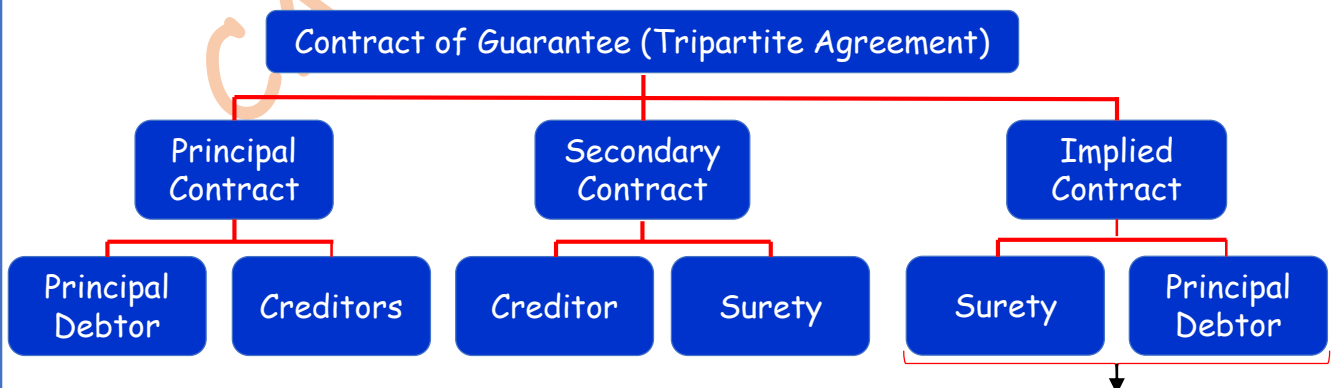 Contract of Guarantee (Tripartite Agreement)
Principal
Contract
Secondary
Contract
Implied
Contract
Principal
Debtor
Creditors
Creditor
Surety
Surety
Principal
Debtor